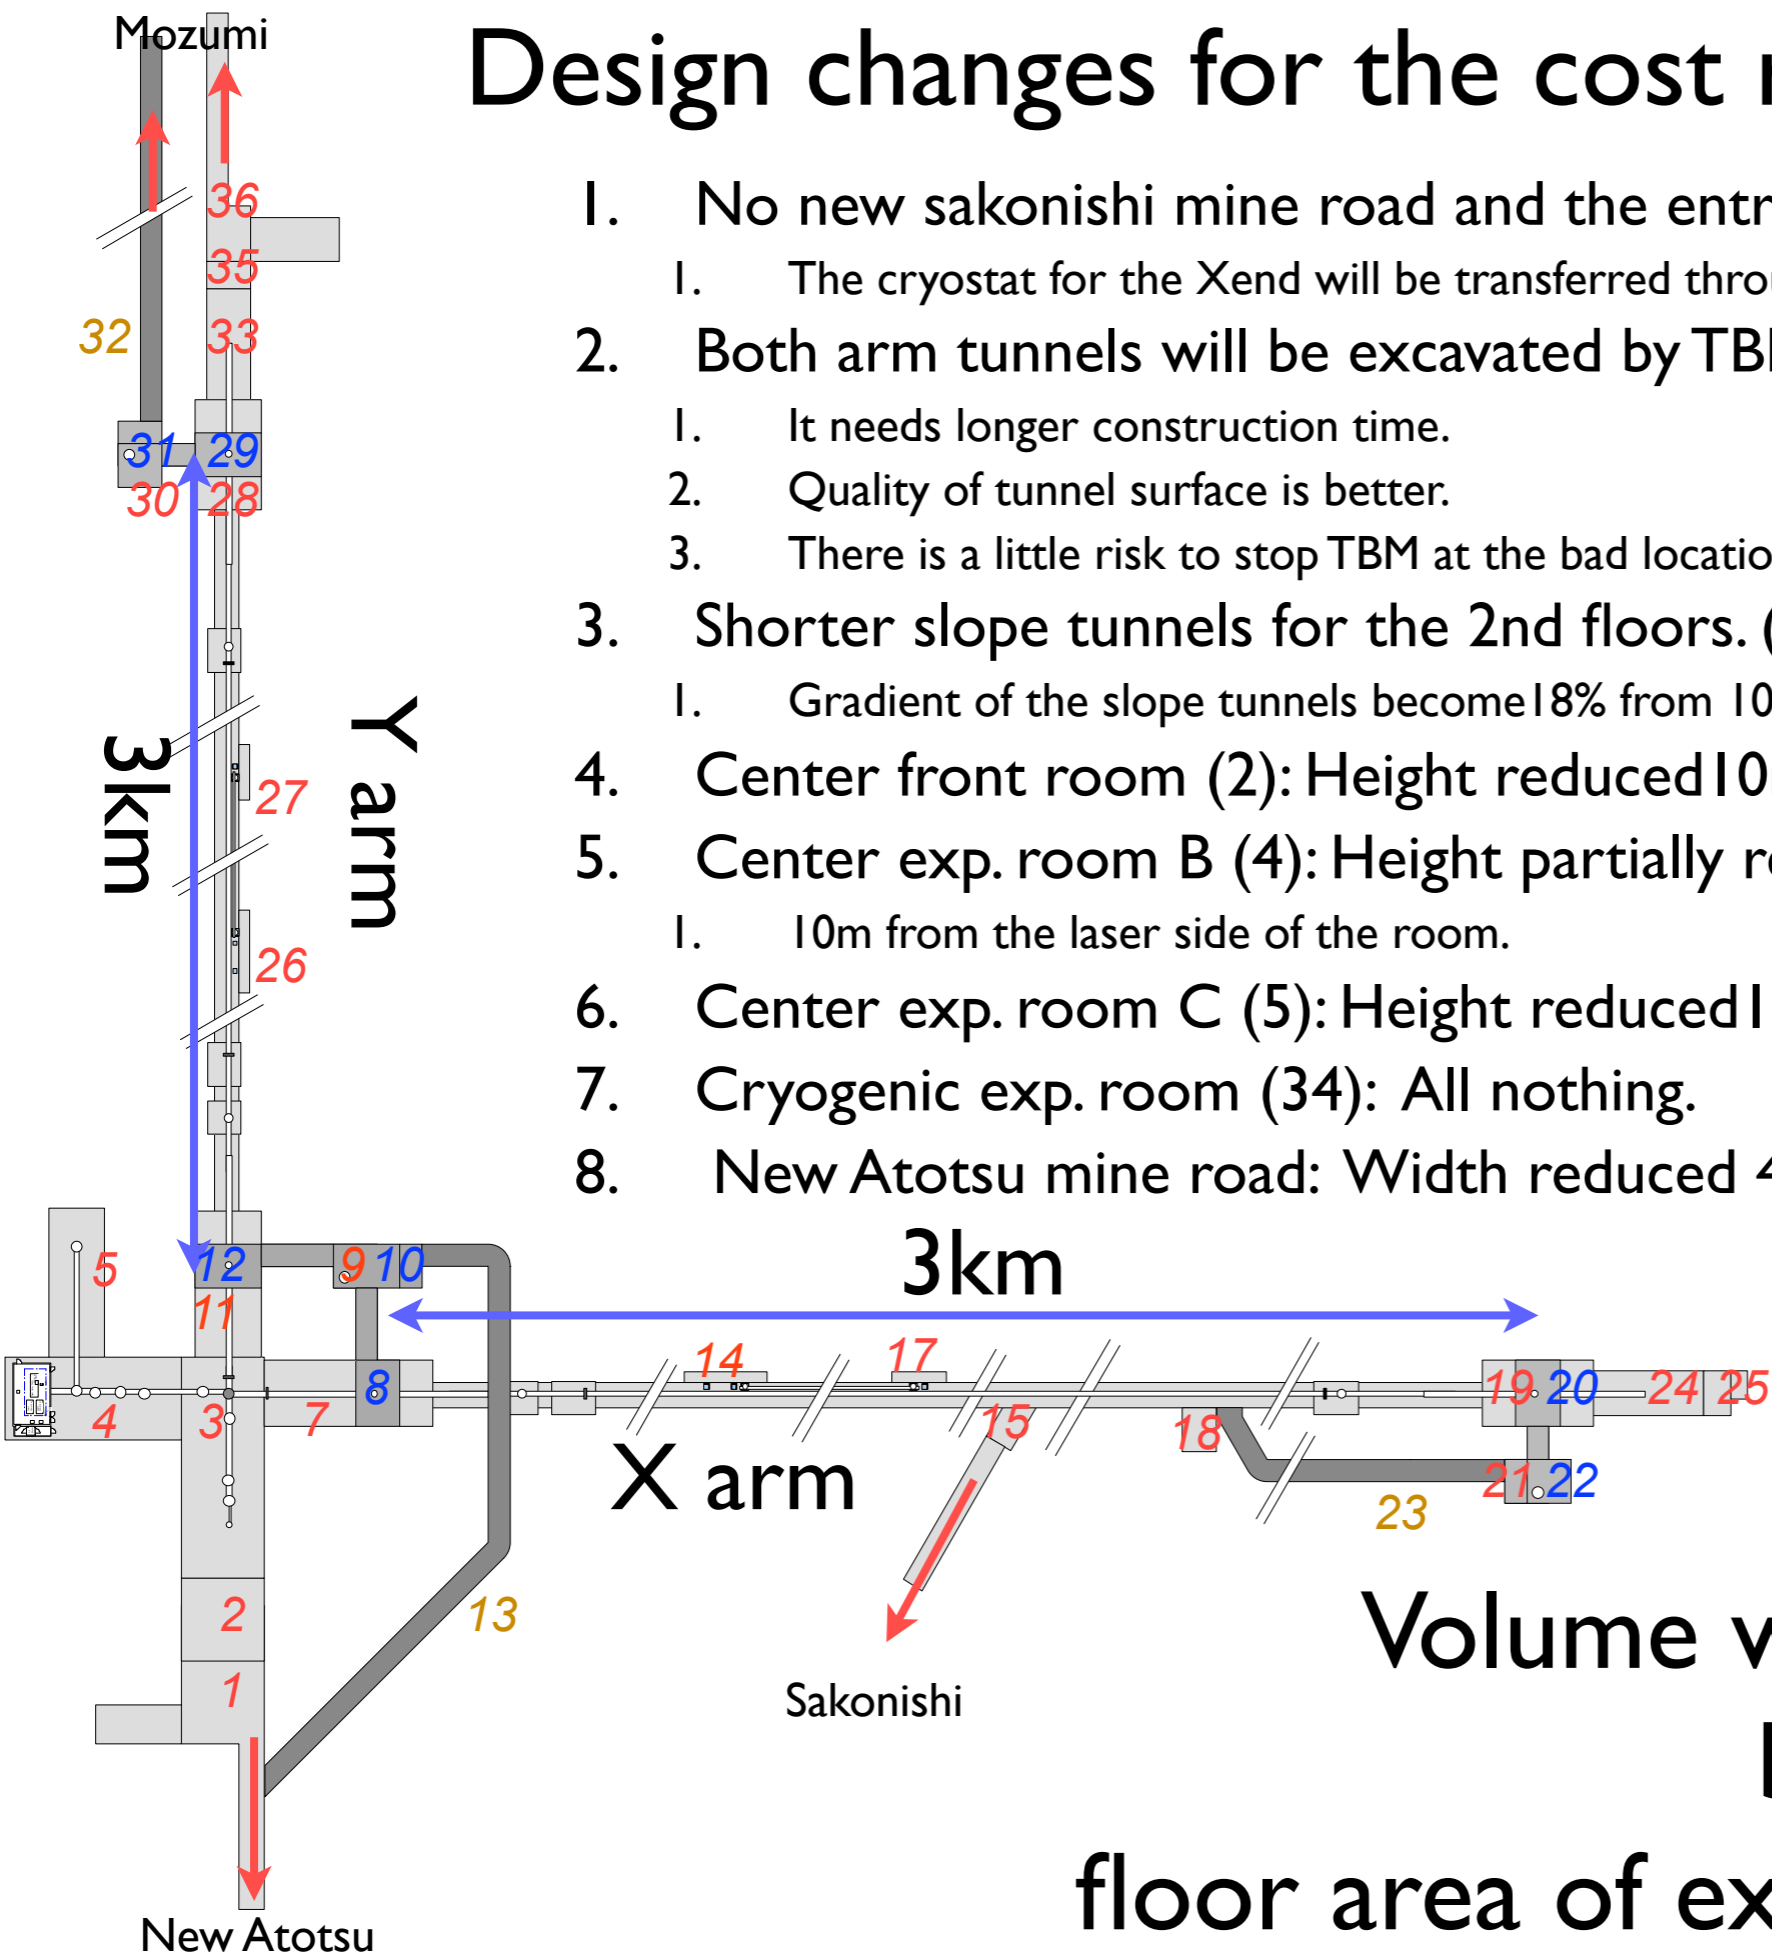 Mozumi
Design changes for the cost
1. No new sakonishi mine road and the
1. The cryostat for the Xend will be transferred
2. Both arm tunnels will be excavated by
1. It needs longer construction time.
2. Quality of tunnel surface is better.
3. There is a little risk to stop TBM at the bad
3. Shorter slope tunnels for the 2nd floors. (
1. Gradient of the slope tunnels become18% from 10
4. Center front room (2): Height reduced10
5. Center exp. room B (4): Height partially
1. 10m from the laser side of the room.
6. Center exp. room C (5): Height reduced1
7. Cryogenic exp. room (34): All nothing.
8. New Atotsu mine road: Width reduced 4
36
35
32 33
31 29
30 28
3km
Y arm
27
26
3km
5 12 9 10
11
14 17
4 3 7 8 15 18 19 20 24 25
X arm
21 22
23
2 13
1
Sakonishi
New Atotsu
Volume
floor area of